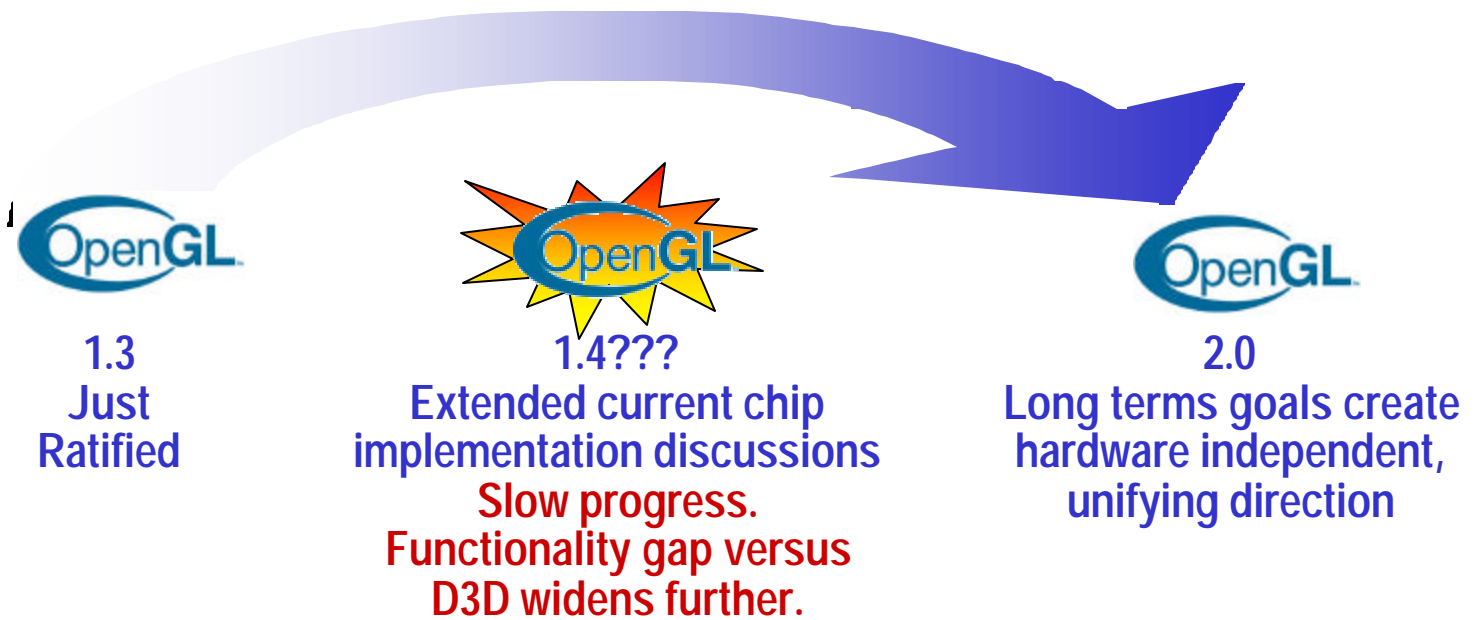 OpenGL
1.3
Just
Ratified
OpenGL
1.4???
Extended current chip
implementation discussions
Slow progress.
Functionality gap versus
D3D widens further.
OpenGL
2.0
Long terms goals create
hardware independent,
unifying direction